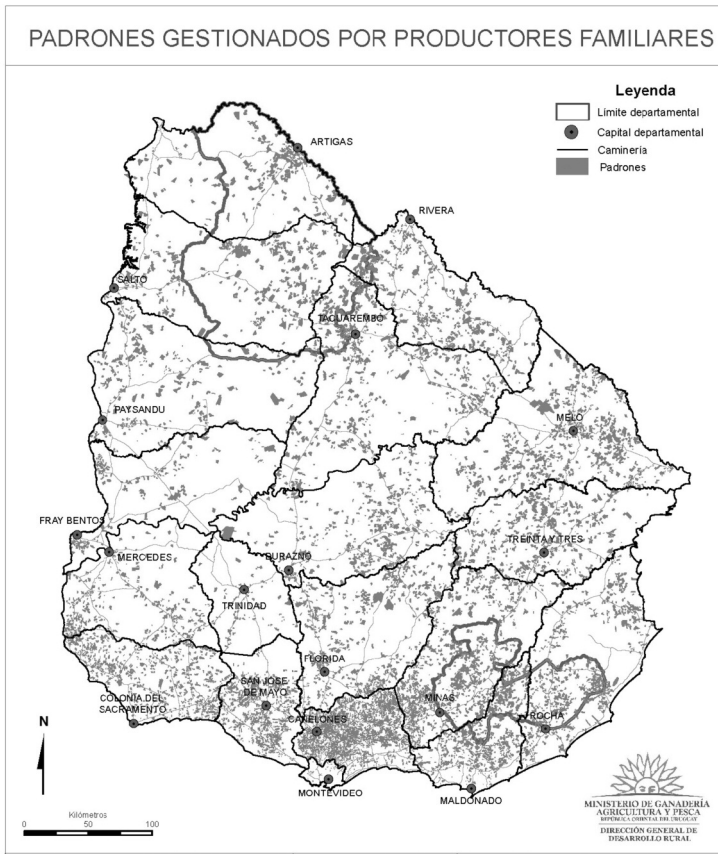 PADRONES GESTIONADOS POR PRODUCTORES FAMILIARES
Leyenda
Limite departamental
Capital departamental
Caminería
Padrones
ARTIGAS
RIVERA
SALTO
TACUAREMBO
PAYSANDU
MELO
FRAY BENTOS
MERCEDES
DURAZNO
TREINTA Y TRES
TRINIDAD
FLORIDA
SAN JOSE
DE MAYO
COLONIA DEL
SACRAMENTO
MINAS
CANELONES
ROCHA
MONTEVIDEO
MALDONADO
N
Kilómetros
0 50 100
MINISTERIO DE GANADERÍA
AGRICULTURA Y PESCA
REPÚBLICA ORIENTAL DEL URUGUAY
DIRECCIÓN GENERAL DE
DESARROLLO RURAL